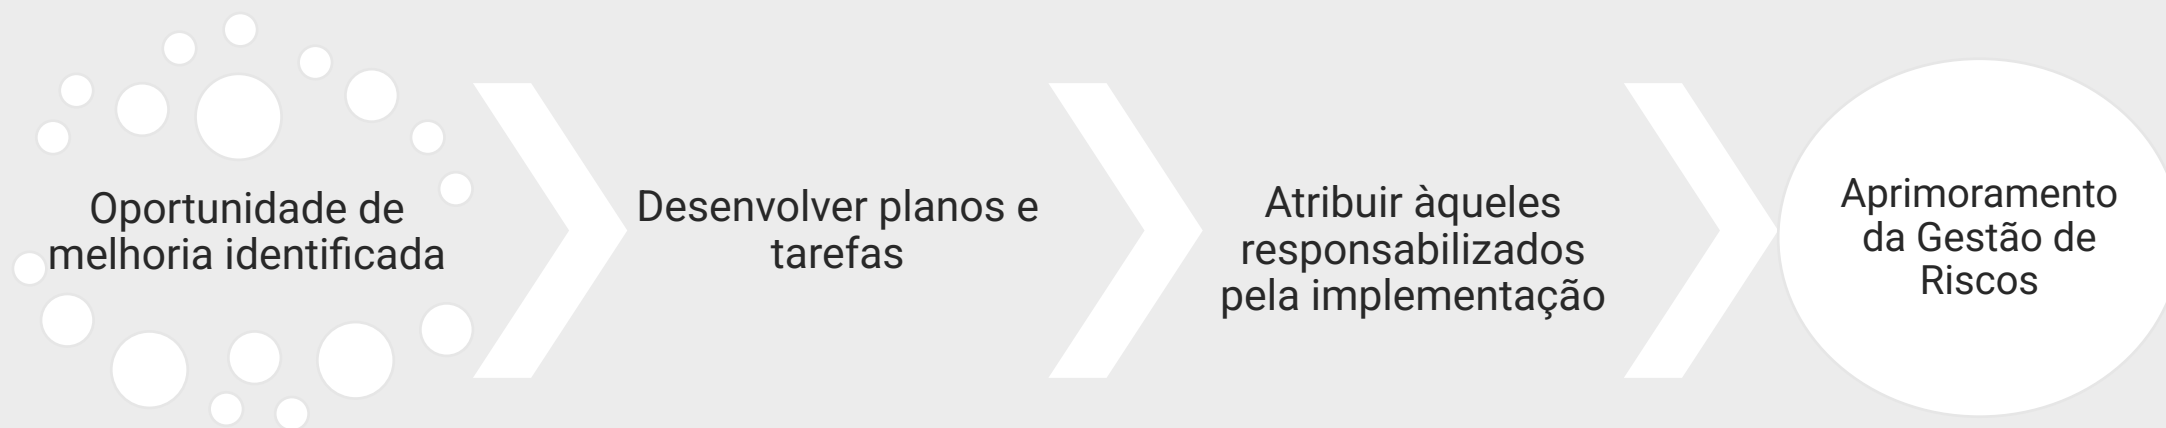 Oportunidade de
melhoria identificada
Desenvolver planos e
tarefas
Atribuir àqueles
responsabilizados
pela implementação
Aprimoramento
da Gestão de
Riscos